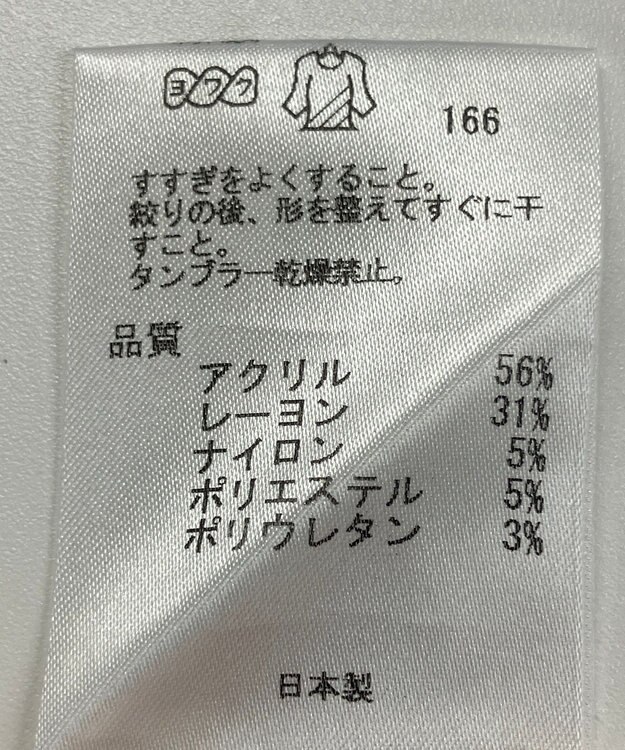 ヨワク
166
すすぎをよくすること。
絞りの後、形を整えてすぐに干
すこと。
タンブラー乾燥禁止。
品質
アクリル 56%
レーヨン 31%
ナイロン 5%
ポリエステル 5%
ポリウレタン 3%
日本製